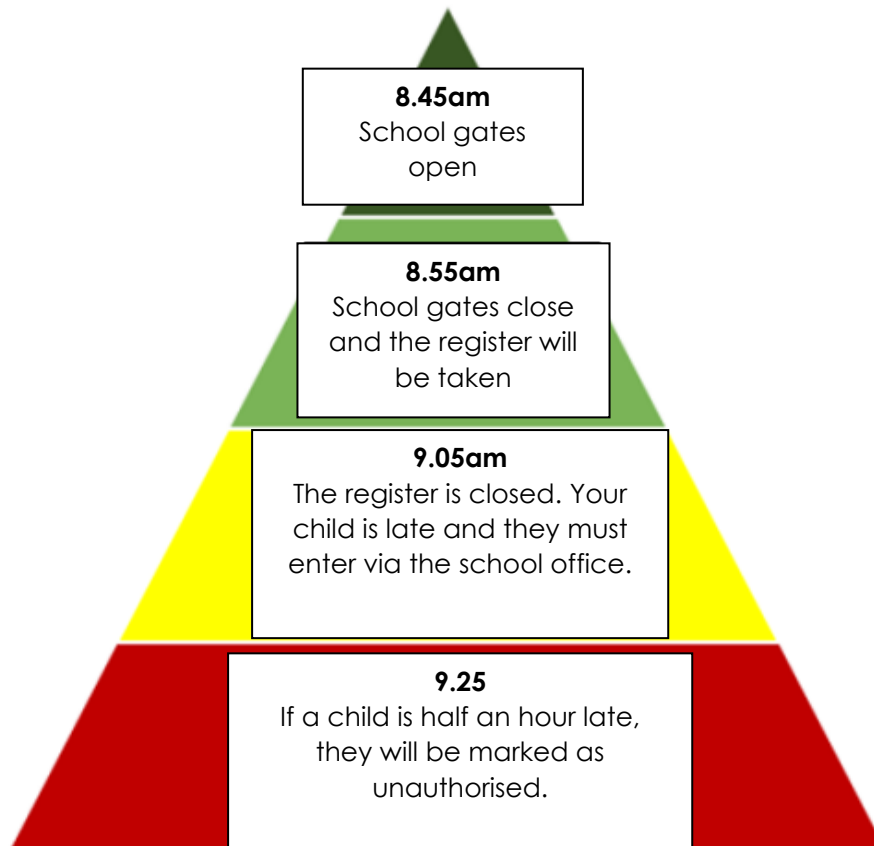 8.45am
School gates
open
8.55am
School gates close
and the register will
be taken
9.05am
The register is closed. Your
child is late and they must
enter via the school office.
9.25
If a child is half an hour late,
they will be marked as
unauthorised.